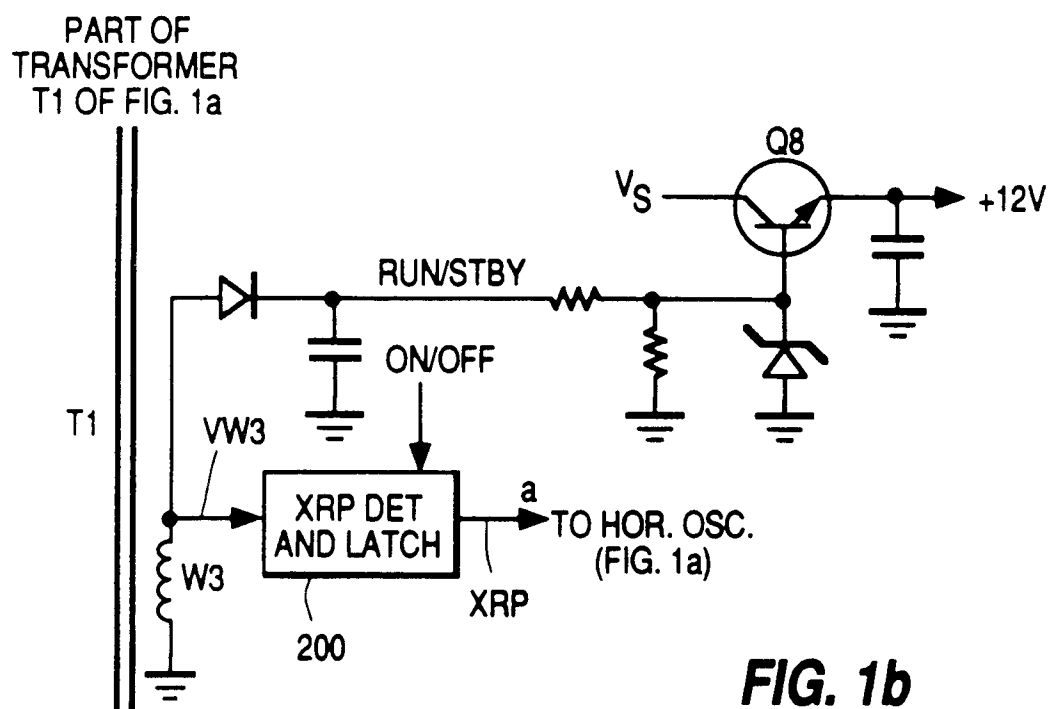 PART OF
TRANSFORMER
T1 OF FIG. 1a
Q8
VS
+12V
RUN/STBY
ON/OFF
T1
VW3
XRP DET
AND LATCH
a
TO HOR. OSC.
(FIG. 1a)
W3
XRP
200
FIG. 1b